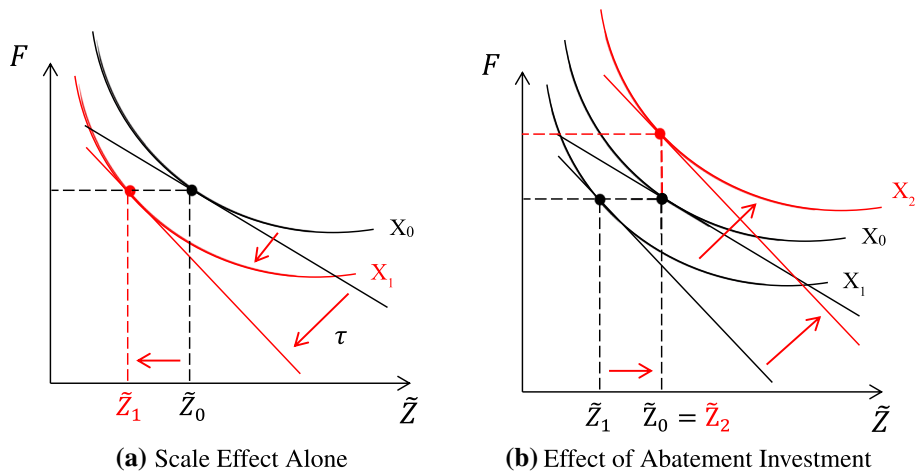 F
X₀
X₁
τ
Z̃₁
Z̃₀
Z̃
(a) Scale Effect Alone
F
X₂
X₀
X₁
Z̃₁
Z̃₀ = Z̃₂
Z̃
(b) Effect of Abatement Investment